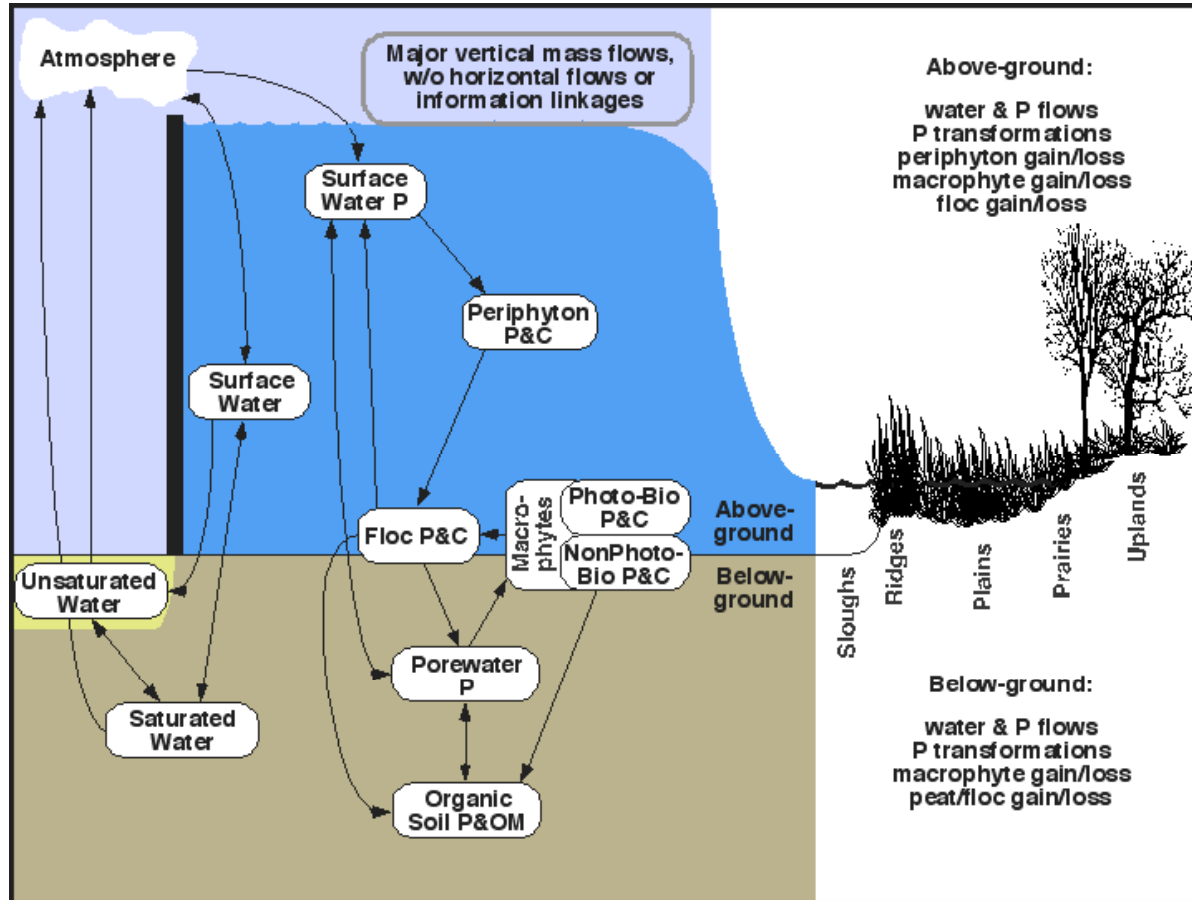 Atmosphere
Major vertical mass flows,
w/o horizontal flows or
information linkages
Surface
Water P
Periphyton
P&C
Surface
Water
Floc P&C
Macro-
phytes
Photo-Bio
P&C
NonPhoto-
Bio P&C
Above-
ground
Below-
ground
Unsaturated
Water
Porewater
P
Saturated
Water
Organic
Soil P&OM
Above-ground:
water & P flows
P transformations
periphyton gain/loss
macrophyte gain/loss
floc gain/loss
Sloughs
Ridges
Plains
Prairies
Uplands
Below-ground:
water & P flows
P transformations
macrophyte gain/loss
peat/floc gain/loss